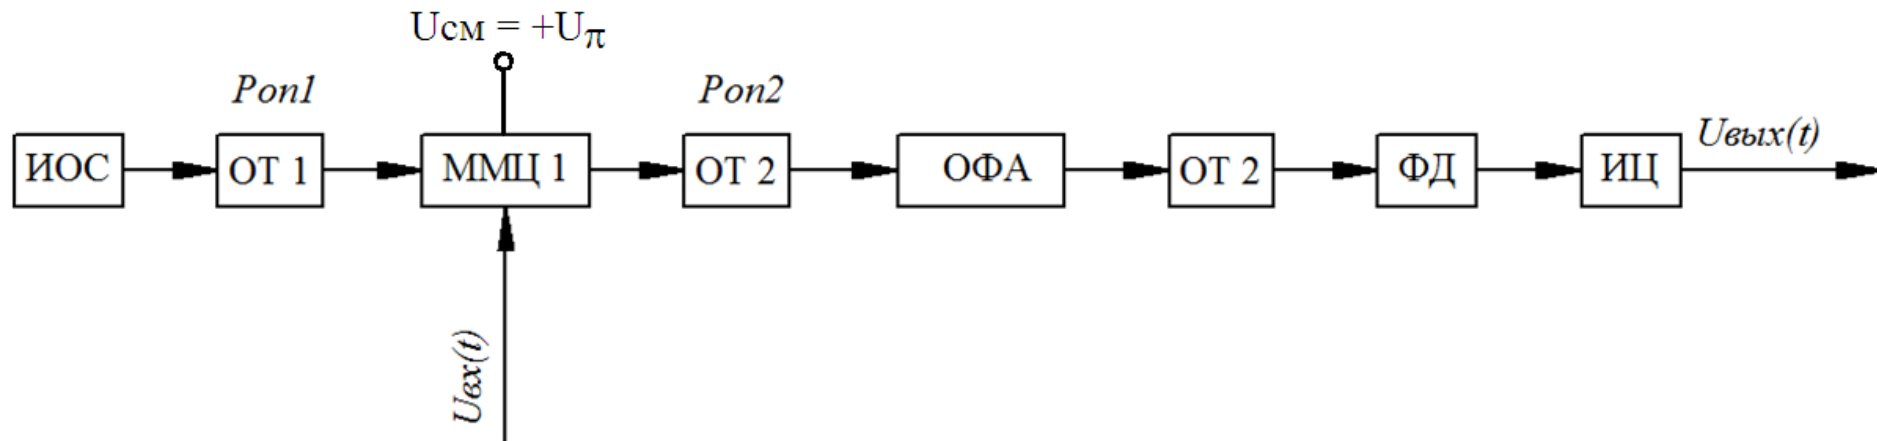 Uсм = +Uπ
Pоп1
Pоп2
ИОС
ОТ 1
ММЦ 1
ОТ 2
ОФА
ОТ 2
ФД
ИЦ
Uвых(t)
Uвх(t)